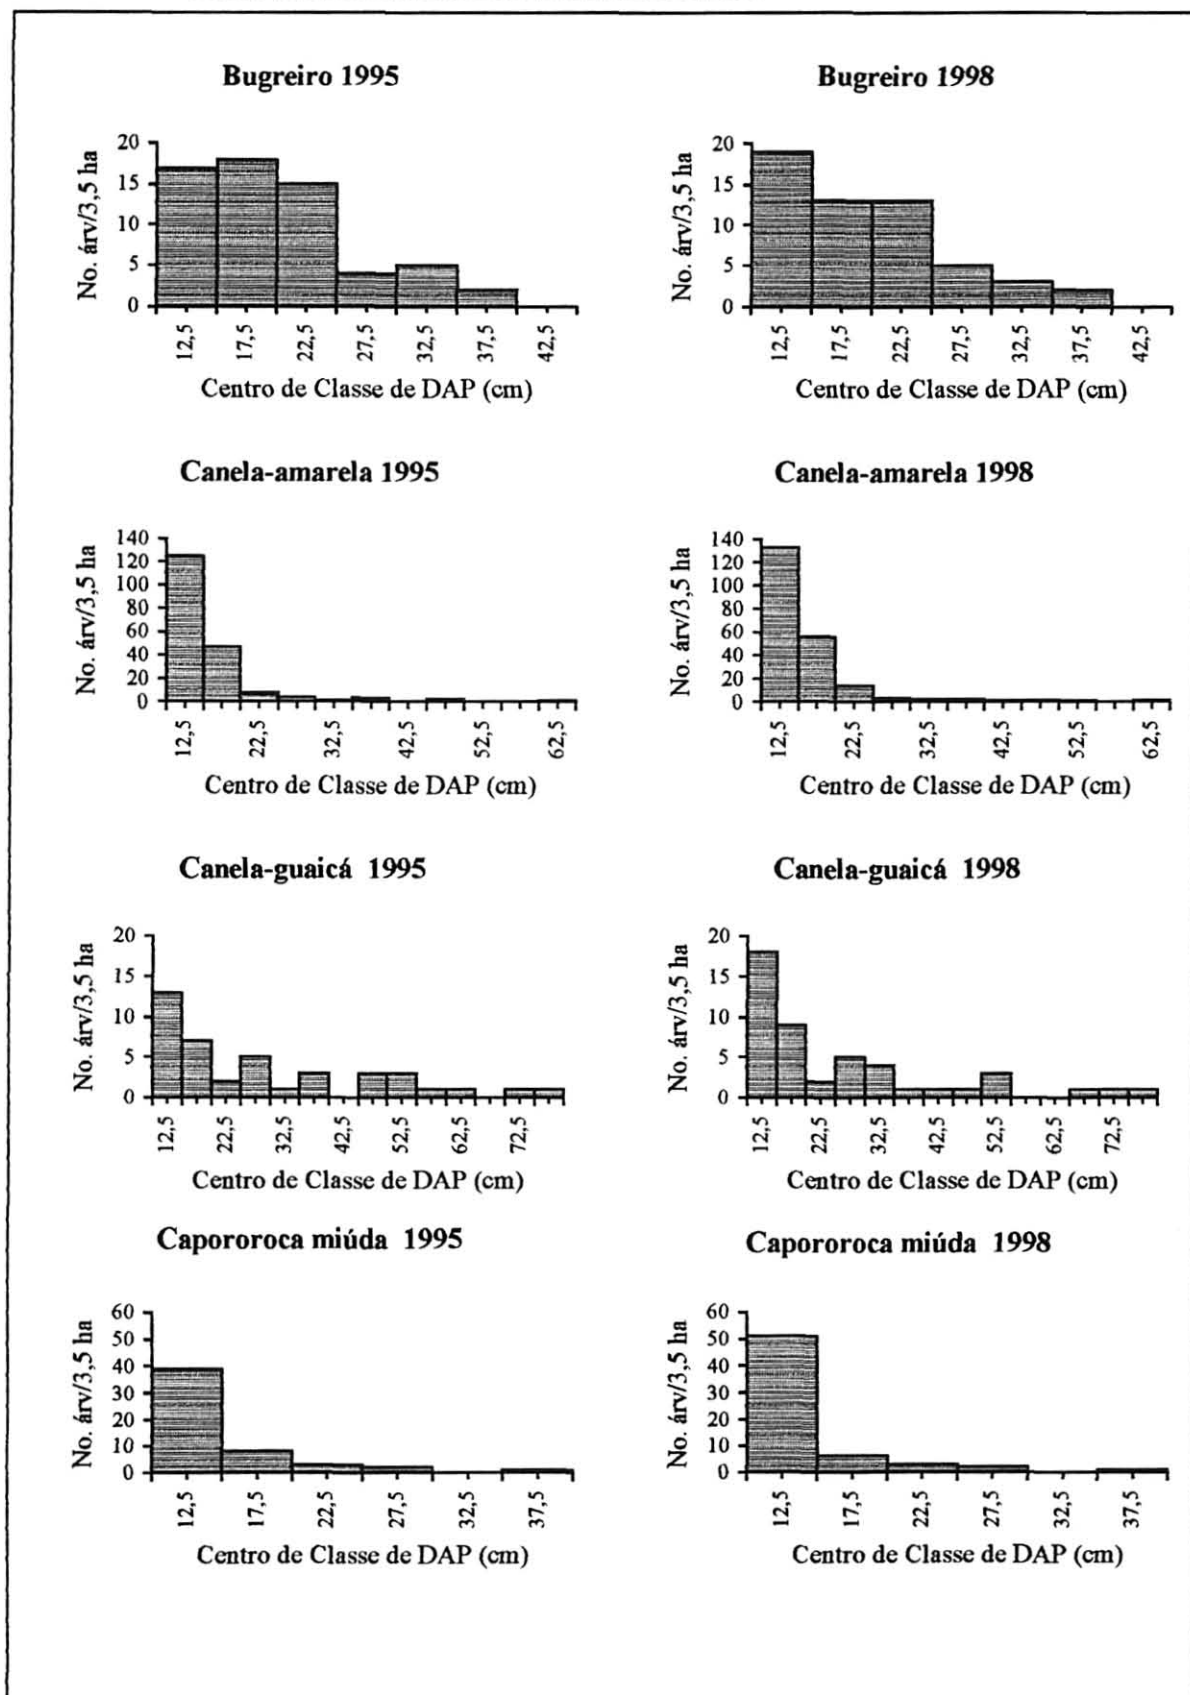 Bugreiro 1995
No. árv/3,5 ha
20
15
10
5
0
12,5 17,5 22,5 27,5 32,5 37,5 42,5
Centro de Classe de DAP (cm)
Bugreiro 1998
No. árv/3,5 ha
20
15
10
5
0
12,5 17,5 22,5 27,5 32,5 37,5 42,5
Centro de Classe de DAP (cm)
Canela-amarela 1995
No. árv/3,5 ha
140
120
100
80
60
40
20
0
12,5 22,5 32,5 42,5 52,5 62,5
Centro de Classe de DAP (cm)
Canela-amarela 1998
No. árv/3,5 ha
140
120
100
80
60
40
20
0
12,5 22,5 32,5 42,5 52,5 62,5
Centro de Classe de DAP (cm)
Canela-guaicá 1995
No. árv/3,5 ha
20
15
10
5
0
12,5 22,5 32,5 42,5 52,5 62,5 72,5
Centro de Classe de DAP (cm)
Canela-guaicá 1998
No. árv/3,5 ha
20
15
10
5
0
12,5 22,5 32,5 42,5 52,5 62,5 72,5
Centro de Classe de DAP (cm)
Capororoca miúda 1995
No. árv/3,5 ha
60
50
40
30
20
10
0
12,5 17,5 22,5 27,5 32,5 37,5
Centro de Classe de DAP (cm)
Capororoca miúda 1998
No. árv/3,5 ha
60
50
40
30
20
10
0
12,5 17,5 22,5 27,5 32,5 37,5
Centro de Classe de DAP (cm)